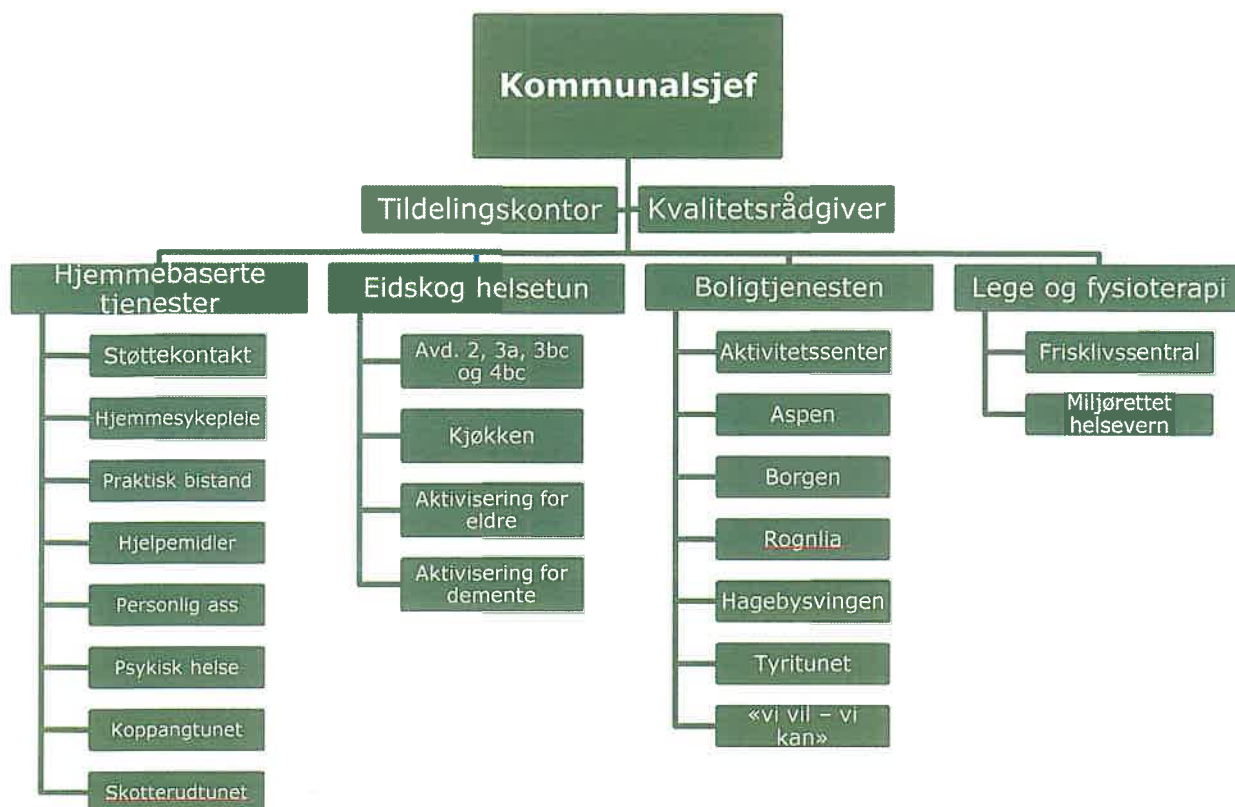 Kommunalsjef
Tildelingskontor
Kvalitetsrådgiver
Hjemmebaserte
tjenester
Støttekontakt
Hjemmesykepleie
Praktisk bistand
Hjelpemidler
Personlig ass
Psykisk helse
Koppangtunet
Skotterudtunet
Eidskog helsetun
Avd. 2, 3a, 3bc
og 4bc
Kjøkken
Aktivisering for
eldre
Aktivisering for
demente
Boligtjenesten
Aktivitetssenter
Aspen
Borgen
Rognlia
Hagebysvingen
Tyritunet
«vi vil – vi
kan»
Lege og fysioterapi
Frisklivssentral
Miljørettet
helsevern